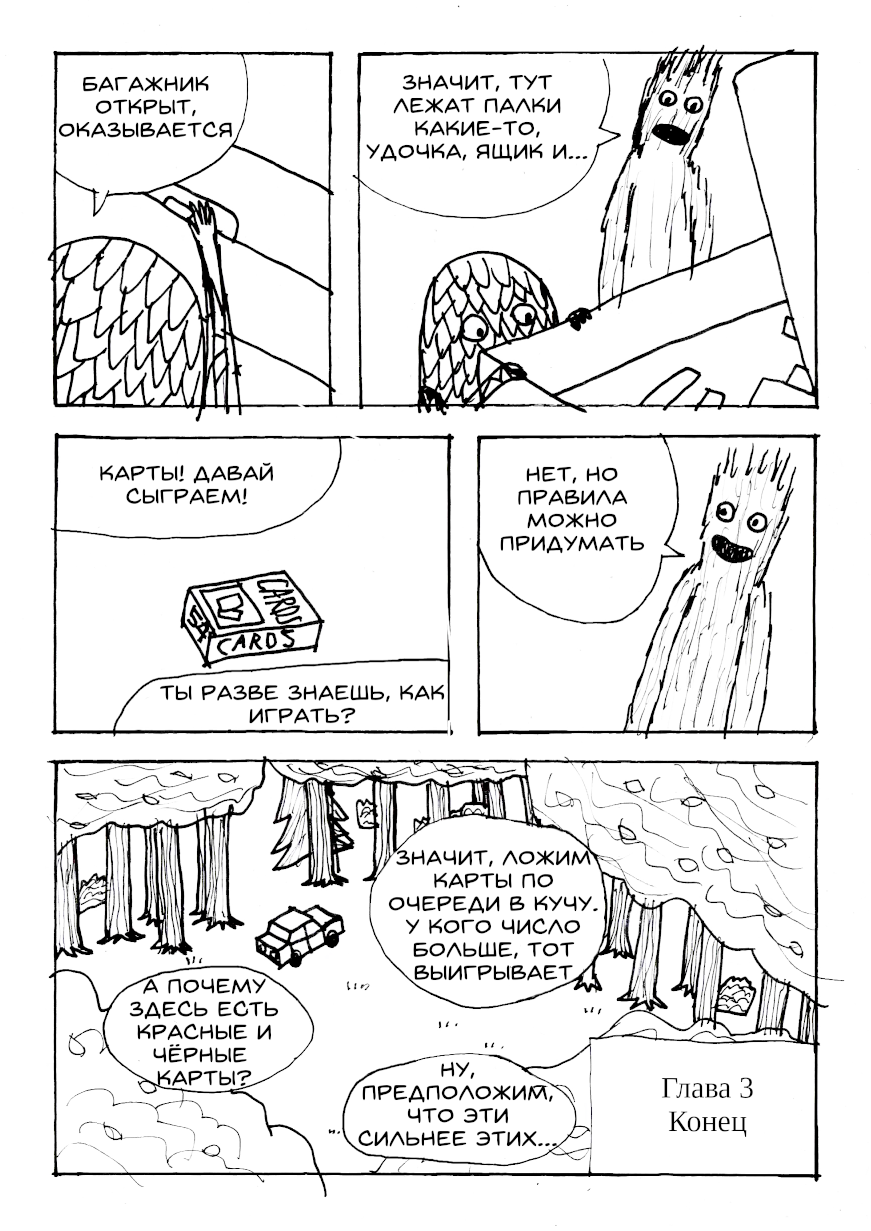 БАГАЖНИК
ОТКРЫТ,
ОКАЗЫВАЕТСЯ
ЗНАЧИТ, ТУТ
ЛЕЖАТ ПАЛКИ
КАКИЕ-ТО,
УДОЧКА, ЯЩИК И...
КАРТЫ! ДАВАЙ
СЫГРАЕМ!
CARDS
54
CARDS
ТЫ РАЗВЕ ЗНАЕШЬ, КАК
ИГРАТЬ?
НЕТ, НО
ПРАВИЛА
МОЖНО
ПРИДУМАТЬ
ЗНАЧИТ, ЛОЖИМ
КАРТЫ ПО
ОЧЕРЕДИ В КУЧУ.
У КОГО ЧИСЛО
БОЛЬШЕ, ТОТ
ВЫИГРЫВАЕТ
А ПОЧЕМУ
ЗДЕСЬ ЕСТЬ
КРАСНЫЕ И
ЧЁРНЫЕ
КАРТЫ?
НУ,
ПРЕДПОЛОЖИМ,
ЧТО ЭТИ
СИЛЬНЕЕ ЭТИХ...
Глава 3
Конец